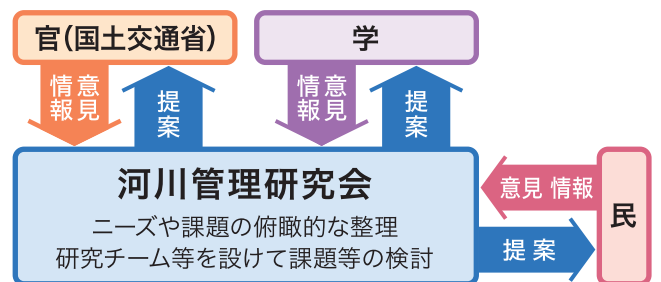 官（国土交通省）
学
意見
情報
提案
意見
情報
提案
河川管理研究会
ニーズや課題の俯瞰的な整理
研究チーム等を設けて課題等の検討
意見 情報
民
提案